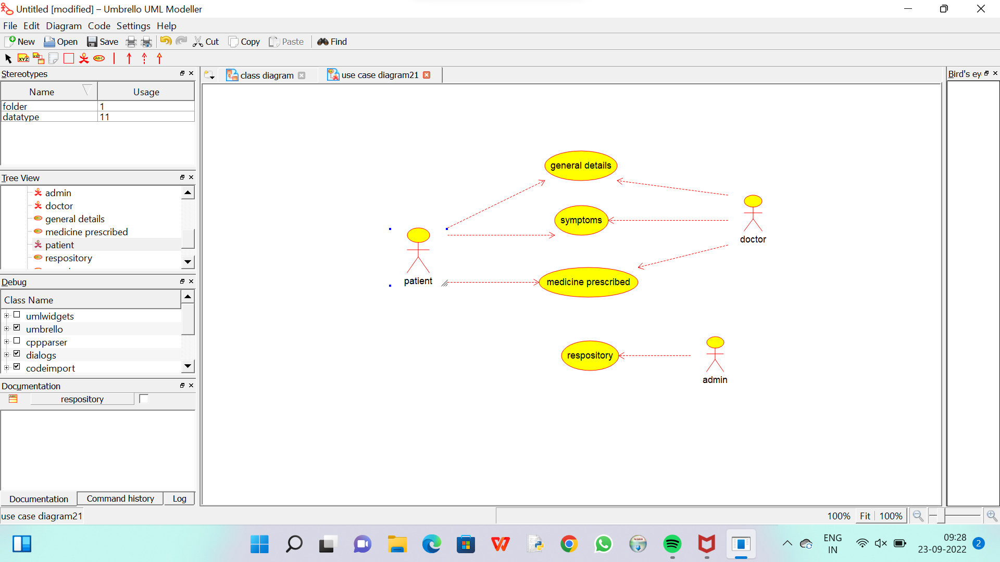 Untitled [modified] – Umbrello UML Modeller
File Edit Diagram Code Settings Help
New Open Save Cut Copy Paste Find
XYZ XYZ ABC
Stereotypes
class diagram use case diagram21
Bird's ey
Name Usage
folder 1
datatype 11
Tree View
admin
doctor
general details
medicine prescribed
patient
respository
Debug
Class Name
umlwidgets
umbrello
cppparser
dialogs
codeimport
Documentation
respository
Documentation Command history Log
general details
symptoms
doctor
patient
medicine prescribed
respository
admin
use case diagram21
100% Fit 100%
ENG
IN
09:28
23-09-2022
2